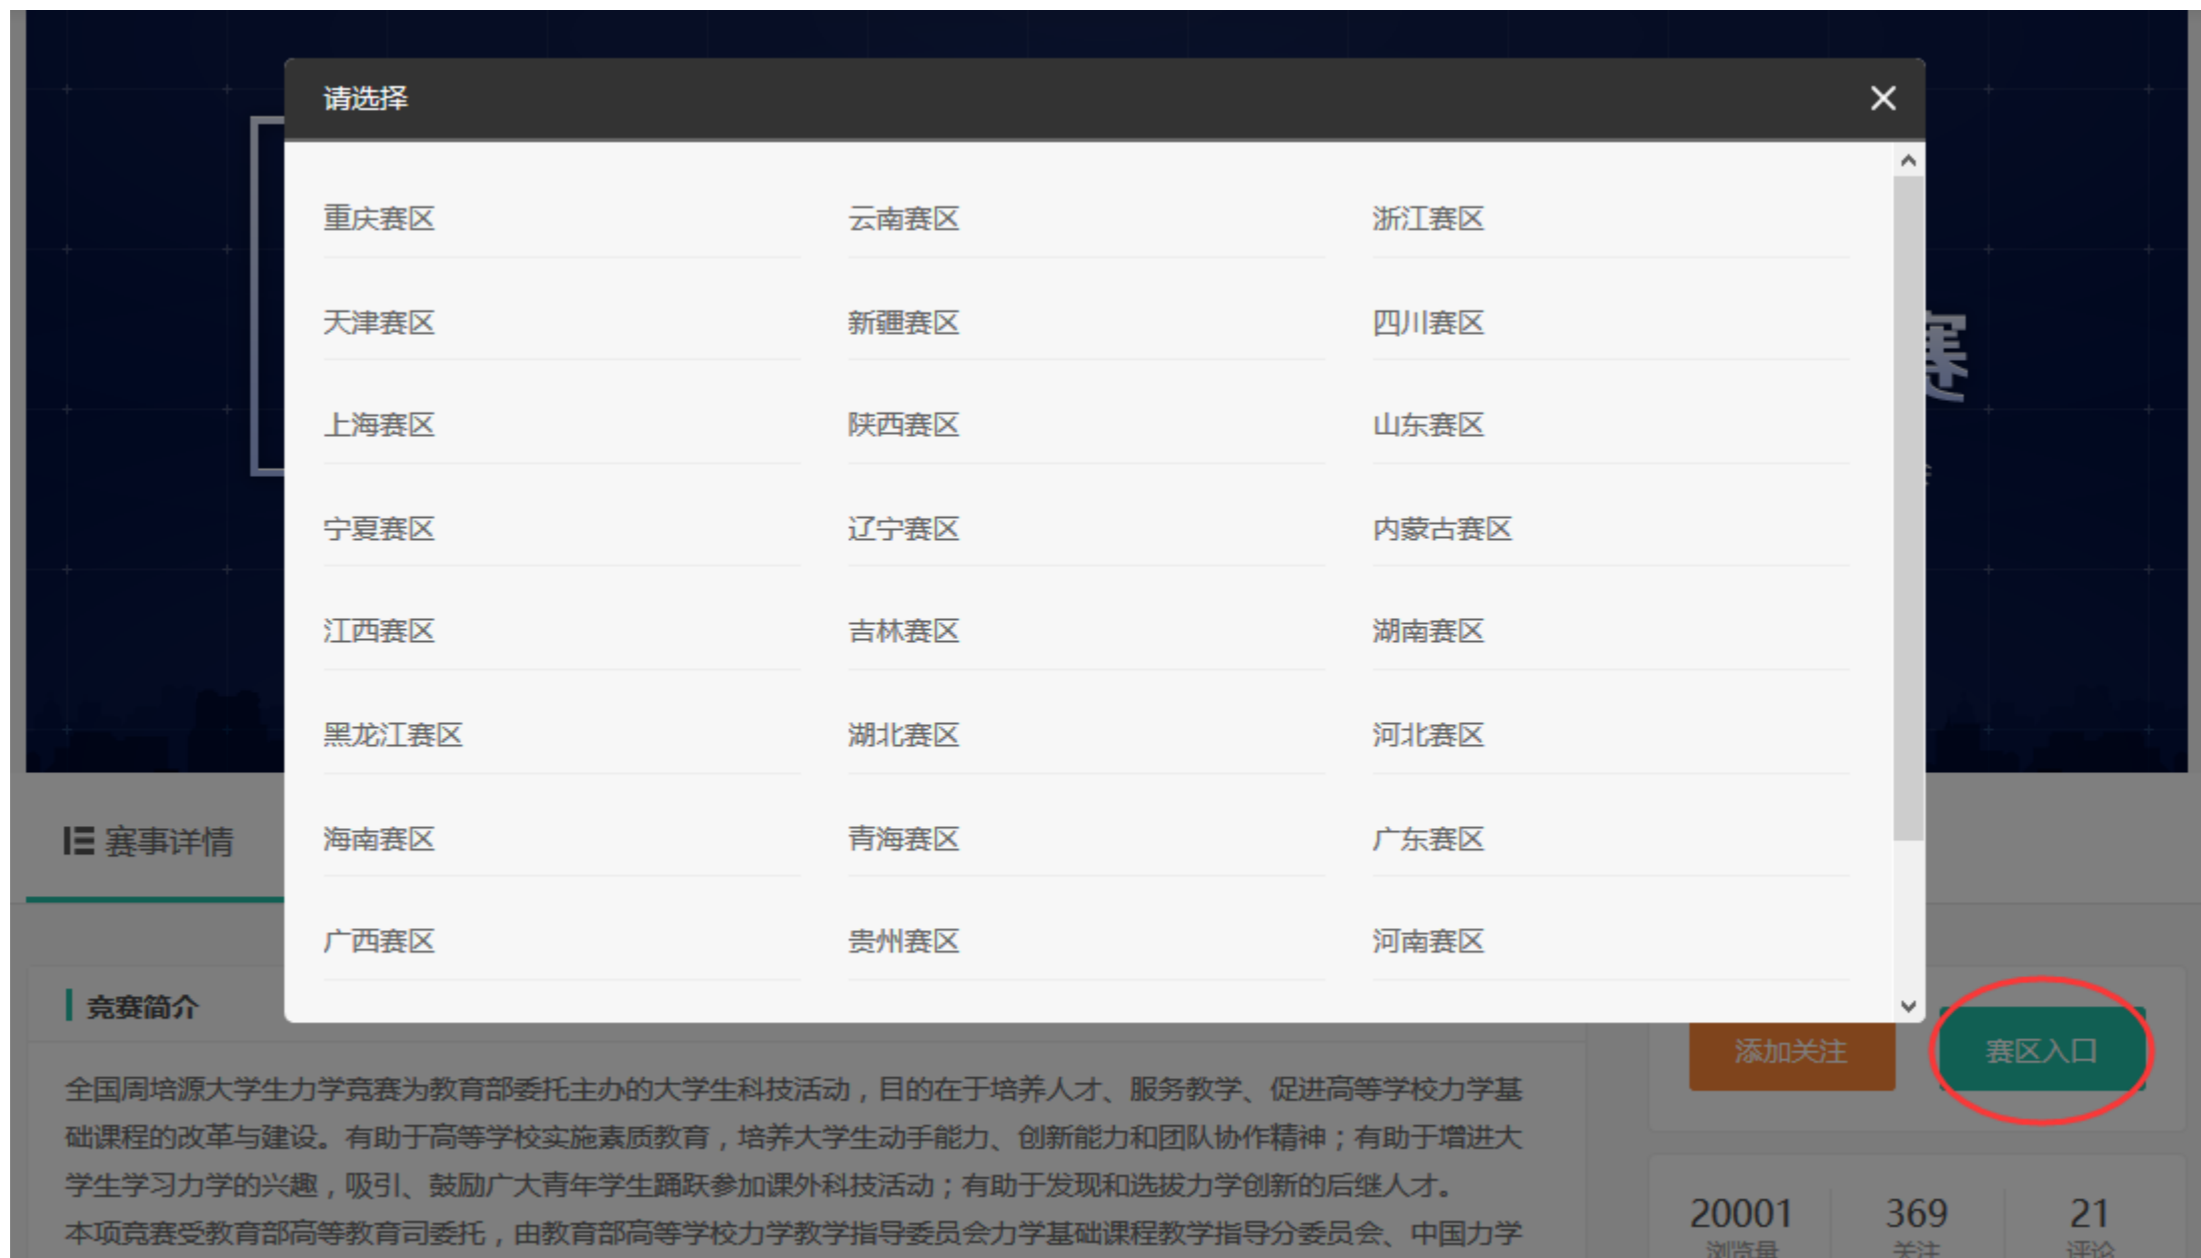 请选择
重庆赛区 云南赛区 浙江赛区
天津赛区 新疆赛区 四川赛区
赛
上海赛区 陕西赛区 山东赛区
宁夏赛区 辽宁赛区 内蒙古赛区
江西赛区 吉林赛区 湖南赛区
黑龙江赛区 湖北赛区 河北赛区
赛事详情
海南赛区 青海赛区 广东赛区
广西赛区 贵州赛区 河南赛区
竞赛简介
添加关注 赛区入口
全国周培源大学生力学竞赛为教育部委托主办的大学生科技活动，目的在于培养人才、服务教学、促进高等学校力学基
础课程的改革与建设。有助于高等学校实施素质教育，培养大学生动手能力、创新能力和团队协作精神；有助于增进大
学生学习力学的兴趣，吸引、鼓励广大青年学生踊跃参加课外科技活动；有助于发现和选拔力学创新的后继人才。
本项竞赛受教育部高等教育司委托，由教育部高等学校力学教学指导委员会力学基础课程教学指导分委员会、中国力学
20001 369 21
浏览量 关注 评论